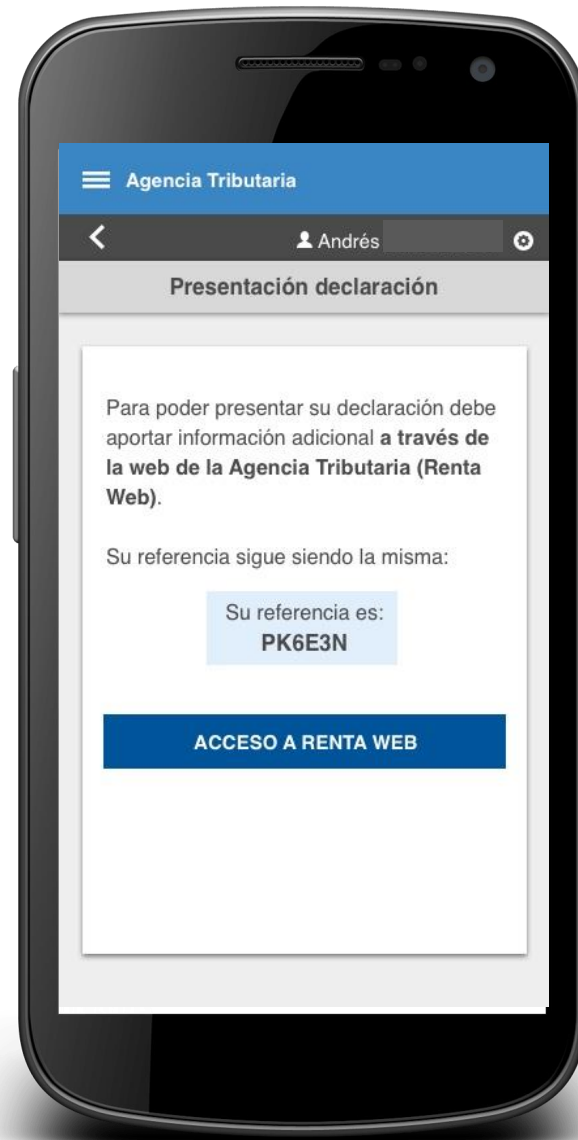 Agencia Tributaria
Andrés
Presentación declaración
Para poder presentar su declaración debe
aportar información adicional a través de
la web de la Agencia Tributaria (Renta
Web).
Su referencia sigue siendo la misma:
Su referencia es:
PK6E3N
ACCESO A RENTA WEB